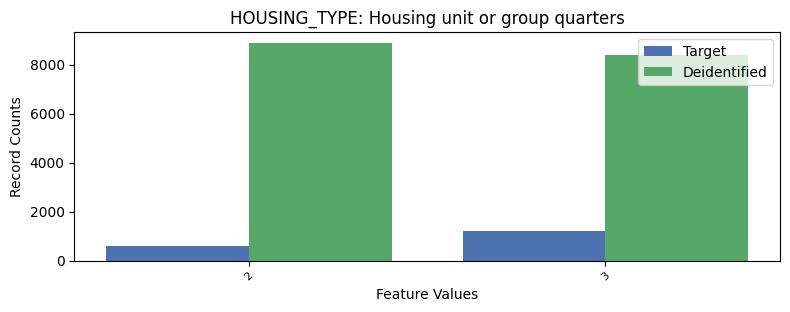 HOUSING_TYPE: Housing unit or group quarters
Target
Deidentified
Record Counts
8000
6000
4000
2000
0
2
3
Feature Values